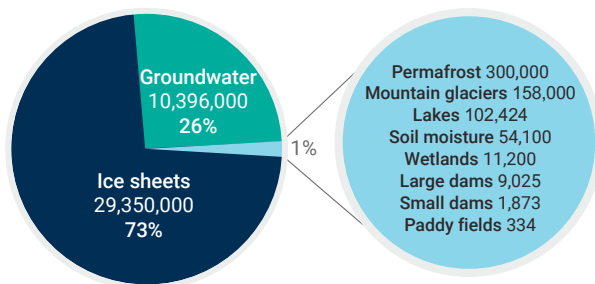 Groundwater
10,396,000
26%
1%
Ice sheets
29,350,000
73%
Permafrost 300,000
Mountain glaciers 158,000
Lakes 102,424
Soil moisture 54,100
Wetlands 11,200
Large dams 9,025
Small dams 1,873
Paddy fields 334